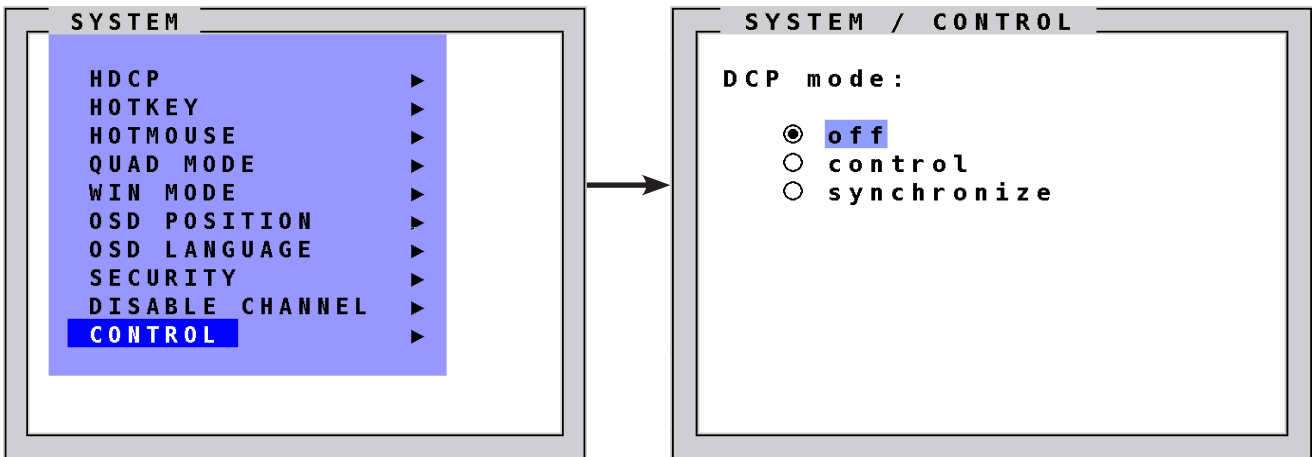 SYSTEM
HDCP ▶
HOTKEY ▶
HOTMOUSE ▶
QUAD MODE ▶
WIN MODE ▶
OSD POSITION ▶
OSD LANGUAGE ▶
SECURITY ▶
DISABLE CHANNEL ▶
CONTROL ▶
SYSTEM / CONTROL
DCP mode:
off
control
synchronize